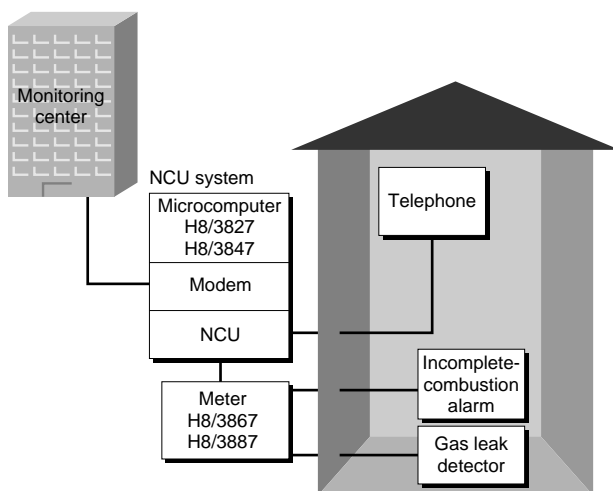 Monitoring
center
NCU system
Microcomputer
H8/3827
H8/3847
Modem
NCU
Telephone
Meter
H8/3867
H8/3887
Incomplete-
combustion
alarm
Gas leak
detector